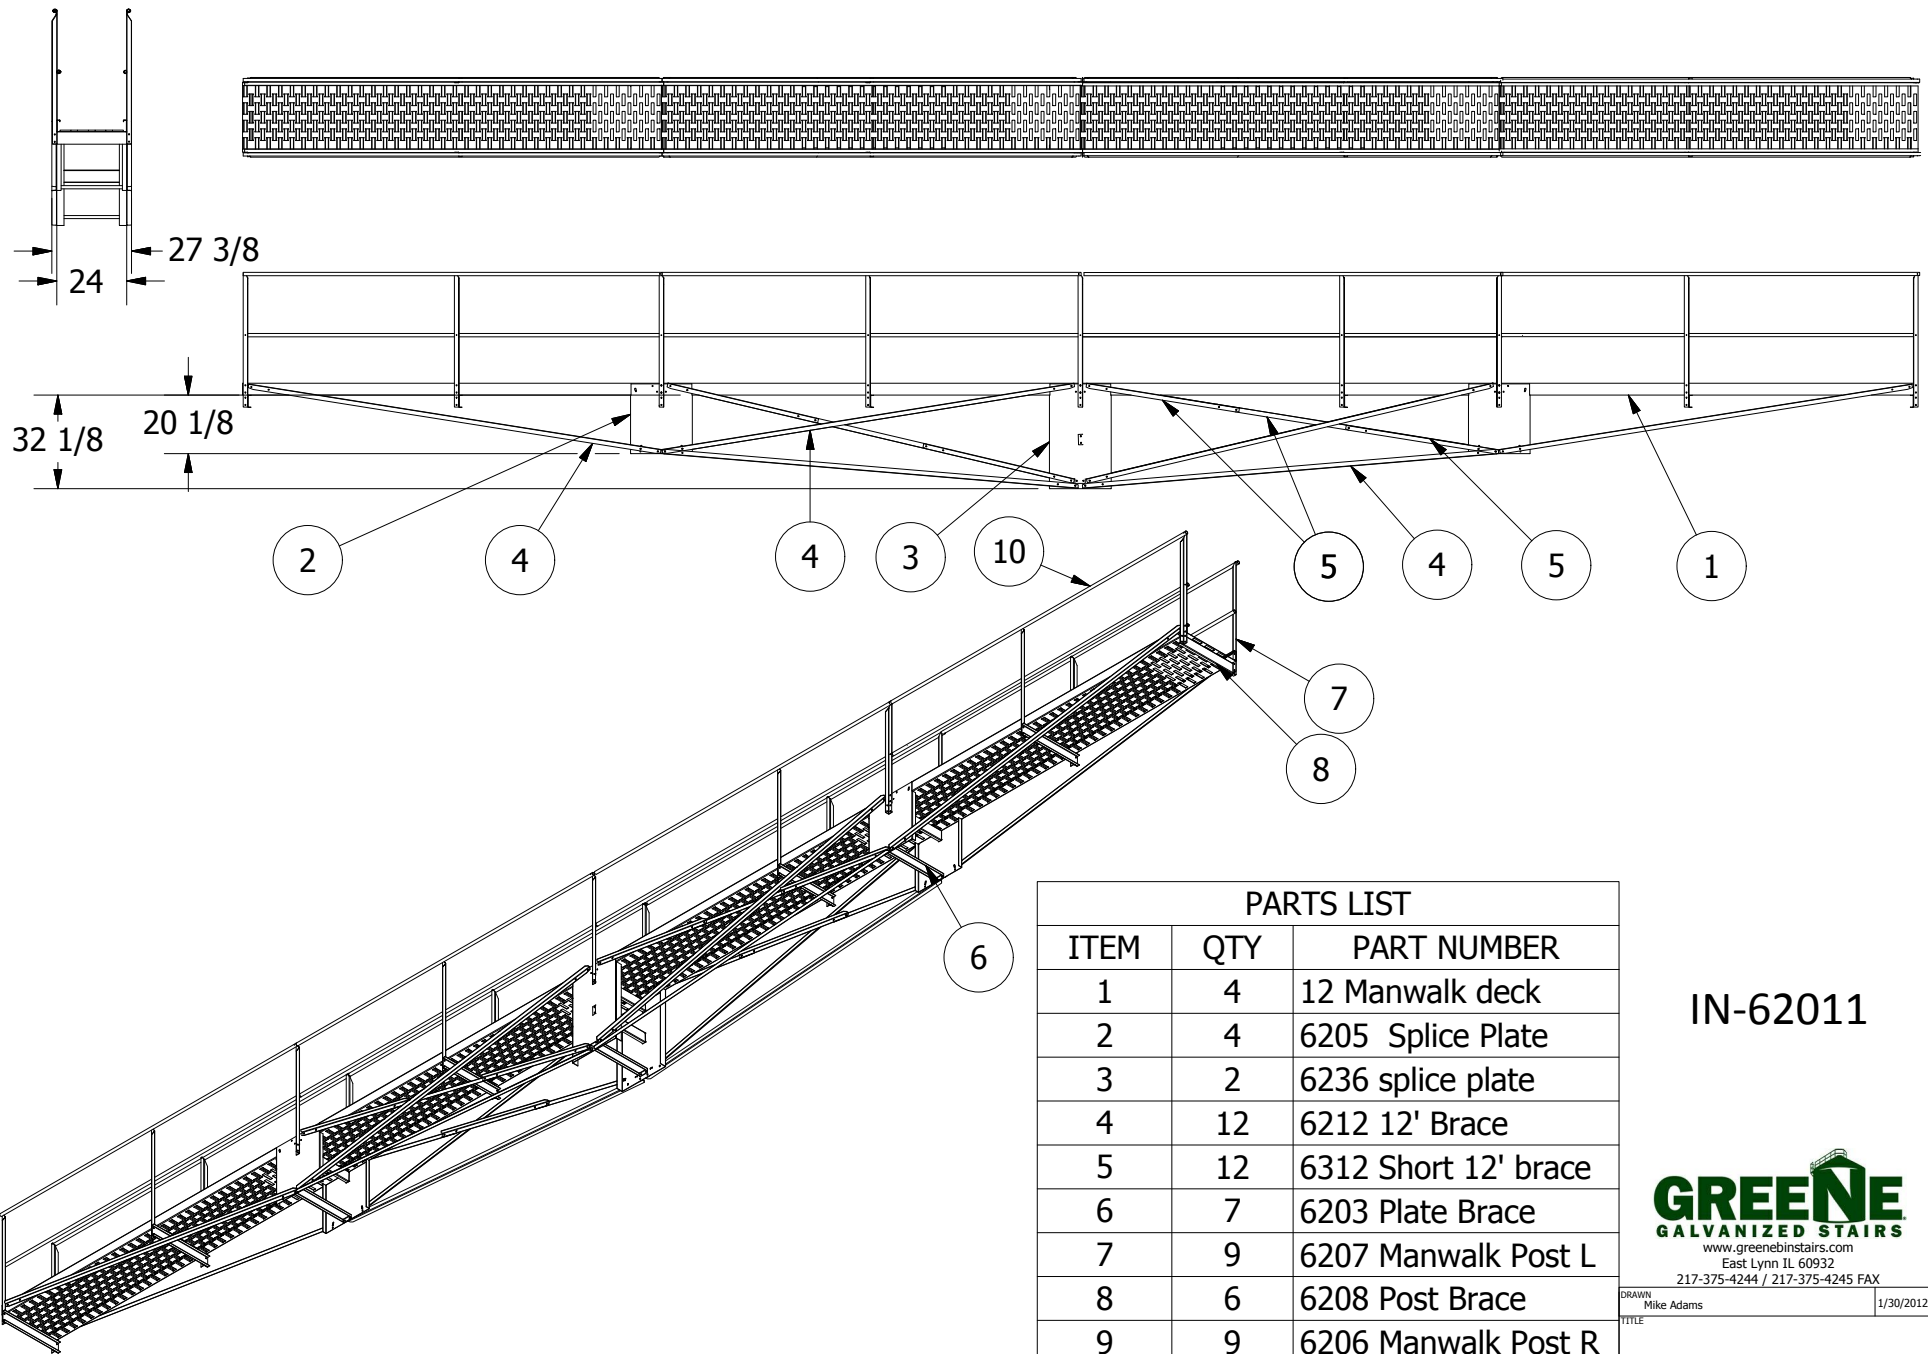 27 3/8
24
20 1/8
32 1/8
2
4
4
3
10
5
4
5
1
7
8
6
PARTS LIST
ITEM QTY PART NUMBER
1 4 12 Manwalk deck
2 4 6205 Splice Plate
3 2 6236 splice plate
4 12 6212 12' Brace
5 12 6312 Short 12' brace
6 7 6203 Plate Brace
7 9 6207 Manwalk Post L
8 6 6208 Post Brace
9 9 6206 Manwalk Post R
IN-62011
GREENE
GALVANIZED STAIRS
www.greenebinstairs.com
East Lynn IL 60932
217-375-4244 / 217-375-4245 FAX
DRAWN
Mike Adams 1/30/2012
TITLE